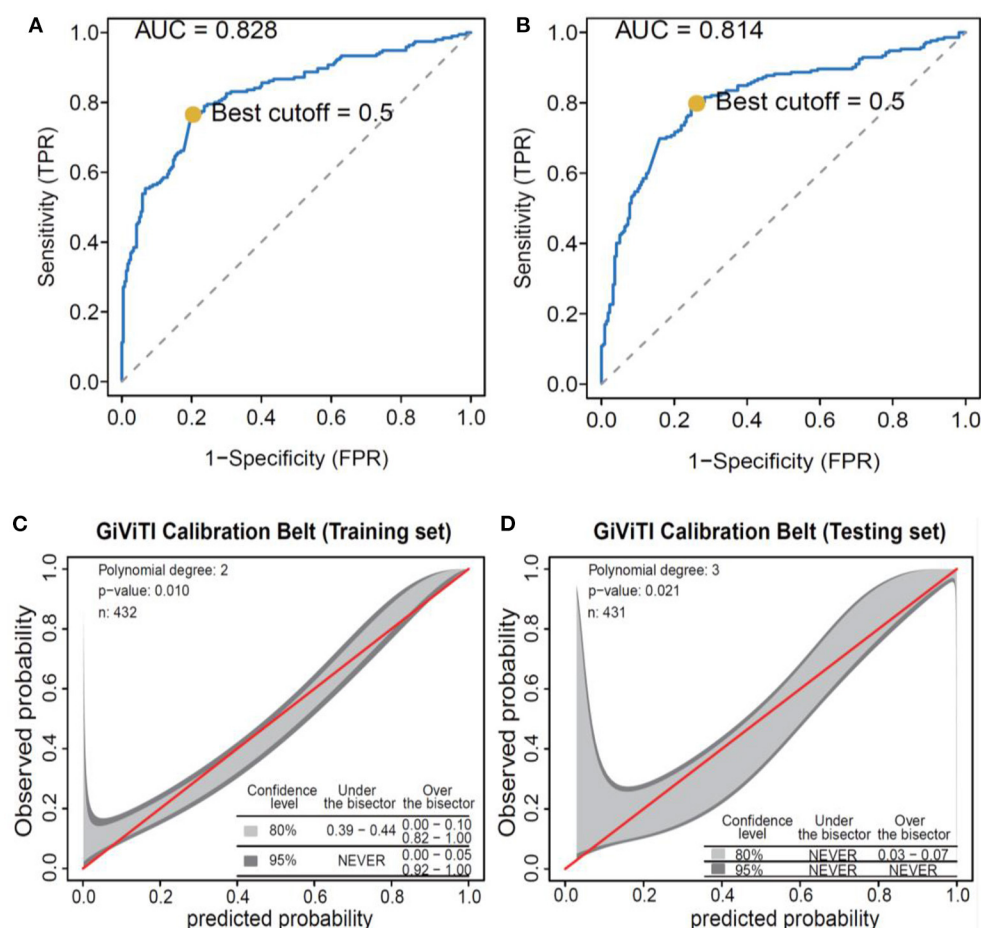 A
AUC = 0.828
Best cutoff = 0.5
Sensitivity (TPR)
1.0
0.8
0.6
0.4
0.2
0.0
0.0 0.2 0.4 0.6 0.8 1.0
1−Specificity (FPR)
B
AUC = 0.814
Best cutoff = 0.5
Sensitivity (TPR)
1.0
0.8
0.6
0.4
0.2
0.0
0.0 0.2 0.4 0.6 0.8 1.0
1−Specificity (FPR)
C
GiViTI Calibration Belt (Training set)
Polynomial degree: 2
p-value: 0.010
n: 432
Observed probability
1.0
0.8
0.6
0.4
0.2
0.0
Confidence level Under the bisector Over the bisector
80% 0.39 − 0.44 0.00 − 0.10
0.82 − 1.00
95% NEVER 0.00 − 0.05
0.92 − 1.00
0.0 0.2 0.4 0.6 0.8 1.0
predicted probability
D
GiViTI Calibration Belt (Testing set)
Polynomial degree: 3
p-value: 0.021
n: 431
Observed probability
1.0
0.8
0.6
0.4
0.2
0.0
Confidence level Under the bisector Over the bisector
80% NEVER 0.03 − 0.07
95% NEVER NEVER
0.0 0.2 0.4 0.6 0.8 1.0
predicted probability